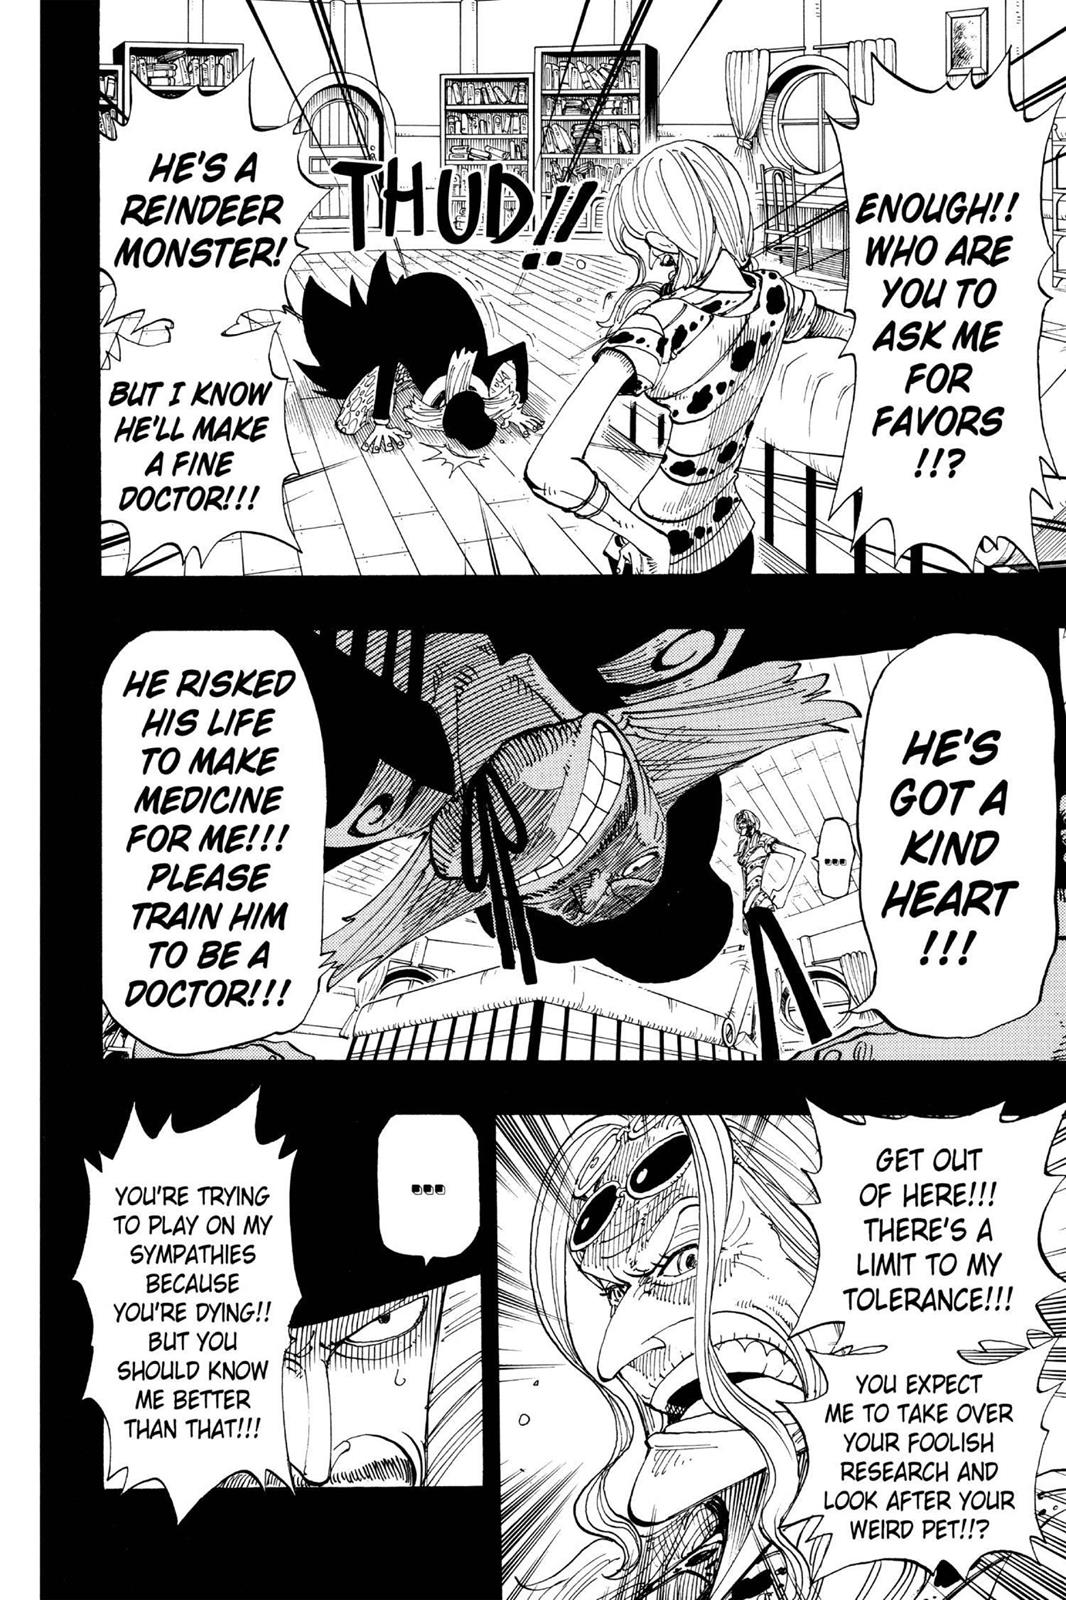 ENOUGH!!
WHO ARE
YOU TO
ASK ME
FOR
FAVORS
!!?
THUD!!
HE'S A
REINDEER
MONSTER!
BUT I KNOW
HE'LL MAKE
A FINE
DOCTOR!!!
HE'S
GOT A
KIND
HEART
!!!
...
HE RISKED
HIS LIFE
TO MAKE
MEDICINE
FOR ME!!!
PLEASE
TRAIN HIM
TO BE A
DOCTOR!!!
GET OUT
OF HERE!!!
THERE'S A
LIMIT TO MY
TOLERANCE!!!
YOU EXPECT
ME TO TAKE OVER
YOUR FOOLISH
RESEARCH AND
LOOK AFTER YOUR
WEIRD PET!!?
...
YOU'RE TRYING
TO PLAY ON MY
SYMPATHIES
BECAUSE
YOU'RE DYING!!
BUT YOU
SHOULD KNOW
ME BETTER
THAN THAT!!!